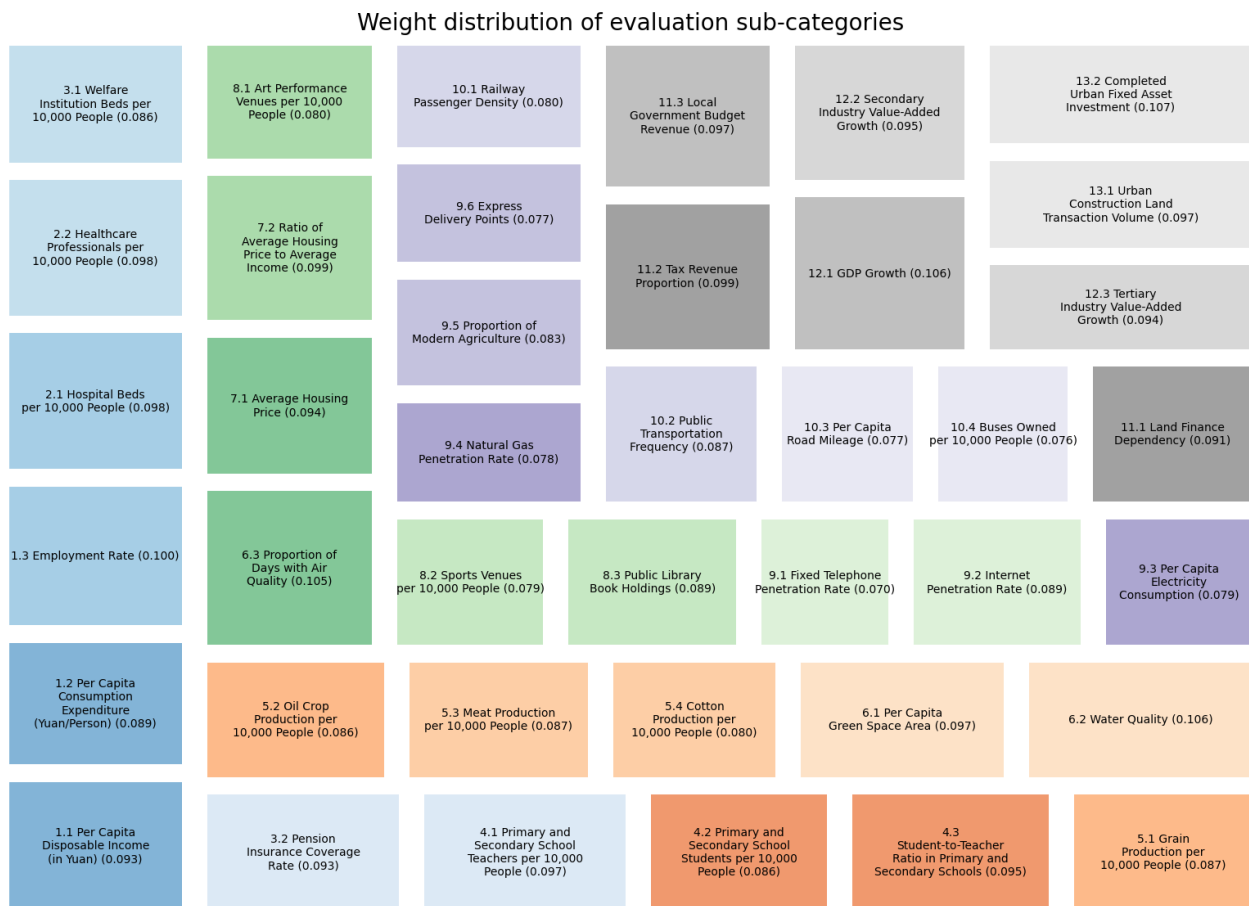 Weight distribution of evaluation sub-categories
3.1 Welfare
Institution Beds per
10,000 People (0.086)
8.1 Art Performance
Venues per 10,000
People (0.080)
10.1 Railway
Passenger Density (0.080)
11.3 Local
Government Budget
Revenue (0.097)
12.2 Secondary
Industry Value-Added
Growth (0.095)
13.2 Completed
Urban Fixed Asset
Investment (0.107)
2.2 Healthcare
Professionals per
10,000 People (0.098)
7.2 Ratio of
Average Housing
Price to Average
Income (0.099)
9.6 Express
Delivery Points (0.077)
11.2 Tax Revenue
Proportion (0.099)
12.1 GDP Growth (0.106)
13.1 Urban
Construction Land
Transaction Volume (0.097)
9.5 Proportion of
Modern Agriculture (0.083)
12.3 Tertiary
Industry Value-Added
Growth (0.094)
2.1 Hospital Beds
per 10,000 People (0.098)
7.1 Average Housing
Price (0.094)
9.4 Natural Gas
Penetration Rate (0.078)
10.2 Public
Transportation
Frequency (0.087)
10.3 Per Capita
Road Mileage (0.077)
10.4 Buses Owned
per 10,000 People (0.076)
11.1 Land Finance
Dependency (0.091)
1.3 Employment Rate (0.100)
6.3 Proportion of
Days with Air
Quality (0.105)
8.2 Sports Venues
per 10,000 People (0.079)
8.3 Public Library
Book Holdings (0.089)
9.1 Fixed Telephone
Penetration Rate (0.070)
9.2 Internet
Penetration Rate (0.089)
9.3 Per Capita
Electricity
Consumption (0.079)
1.2 Per Capita
Consumption
Expenditure
(Yuan/Person) (0.089)
5.2 Oil Crop
Production per
10,000 People (0.086)
5.3 Meat Production
per 10,000 People (0.087)
5.4 Cotton
Production per
10,000 People (0.080)
6.1 Per Capita
Green Space Area (0.097)
6.2 Water Quality (0.106)
1.1 Per Capita
Disposable Income
(in Yuan) (0.093)
3.2 Pension
Insurance Coverage
Rate (0.093)
4.1 Primary and
Secondary School
Teachers per 10,000
People (0.097)
4.2 Primary and
Secondary School
Students per 10,000
People (0.086)
4.3
Student-to-Teacher
Ratio in Primary and
Secondary Schools (0.095)
5.1 Grain
Production per
10,000 People (0.087)